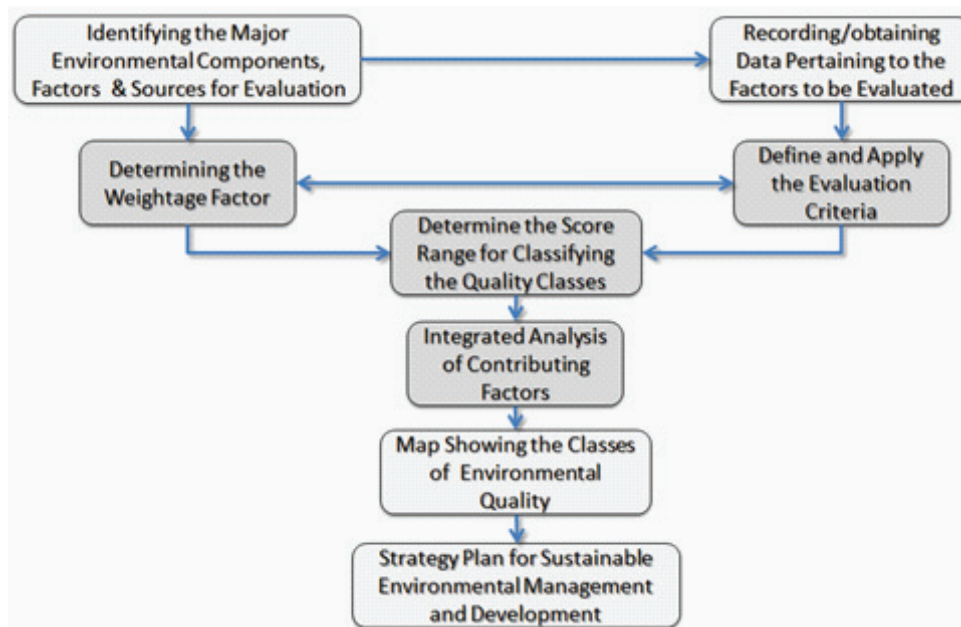 Identifying the Major
Environmental Components,
Factors & Sources for Evaluation
Recording/obtaining
Data Pertaining to the
Factors to be Evaluated
Determining the
Weightage Factor
Define and Apply
the Evaluation
Criteria
Determine the Score
Range for Classifying
the Quality Classes
Integrated Analysis
of Contributing
Factors
Map Showing the Classes
of Environmental
Quality
Strategy Plan for Sustainable
Environmental Management
and Development